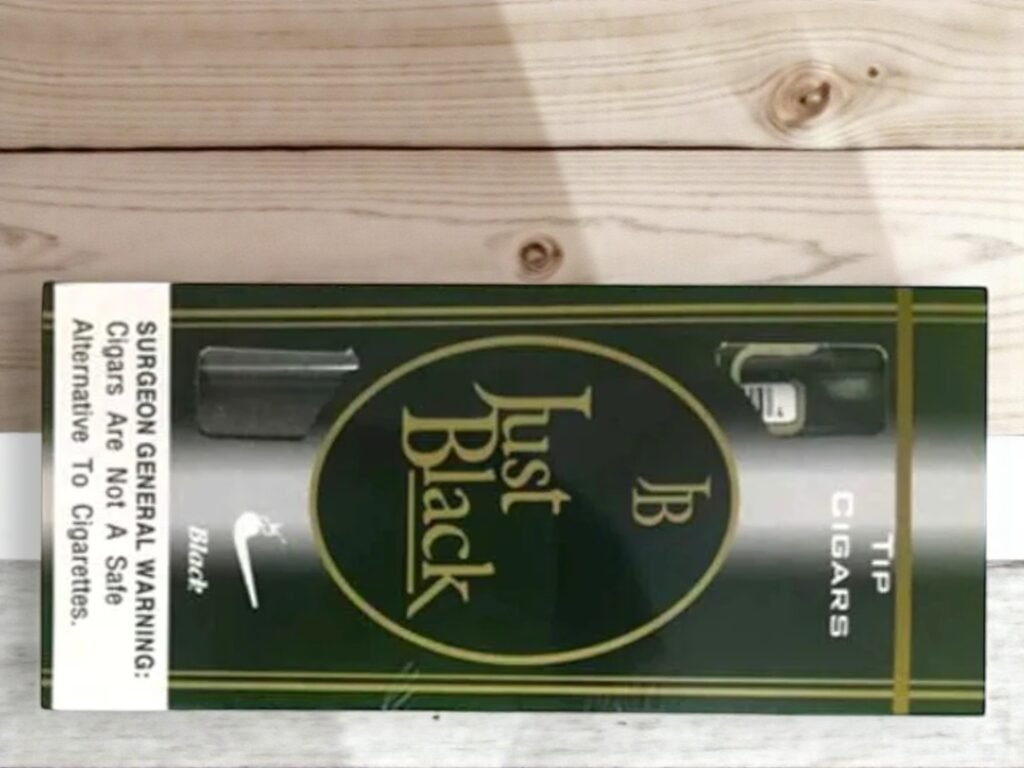 TIP
CIGARS
JB
Just
Black
Black
SURGEON GENERAL WARNING:
Cigars Are Not A Safe
Alternative To Cigarettes.